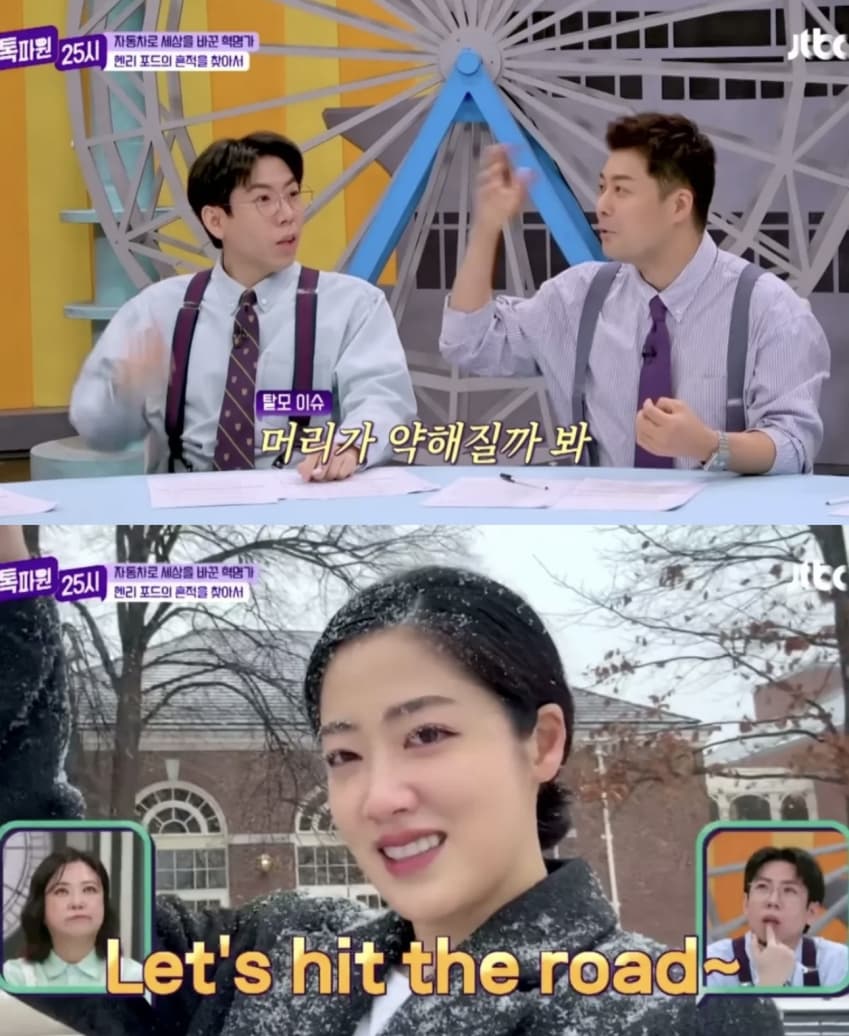 톡파원 25시
자동차로 세상을 바꾼 혁명가
헨리 포드의 흔적을 찾아서
jtbc
탈모 이슈
머리가 약해질까 봐
톡파원 25시
자동차로 세상을 바꾼 혁명가
헨리 포드의 흔적을 찾아서
jtbc
Let's hit the road~